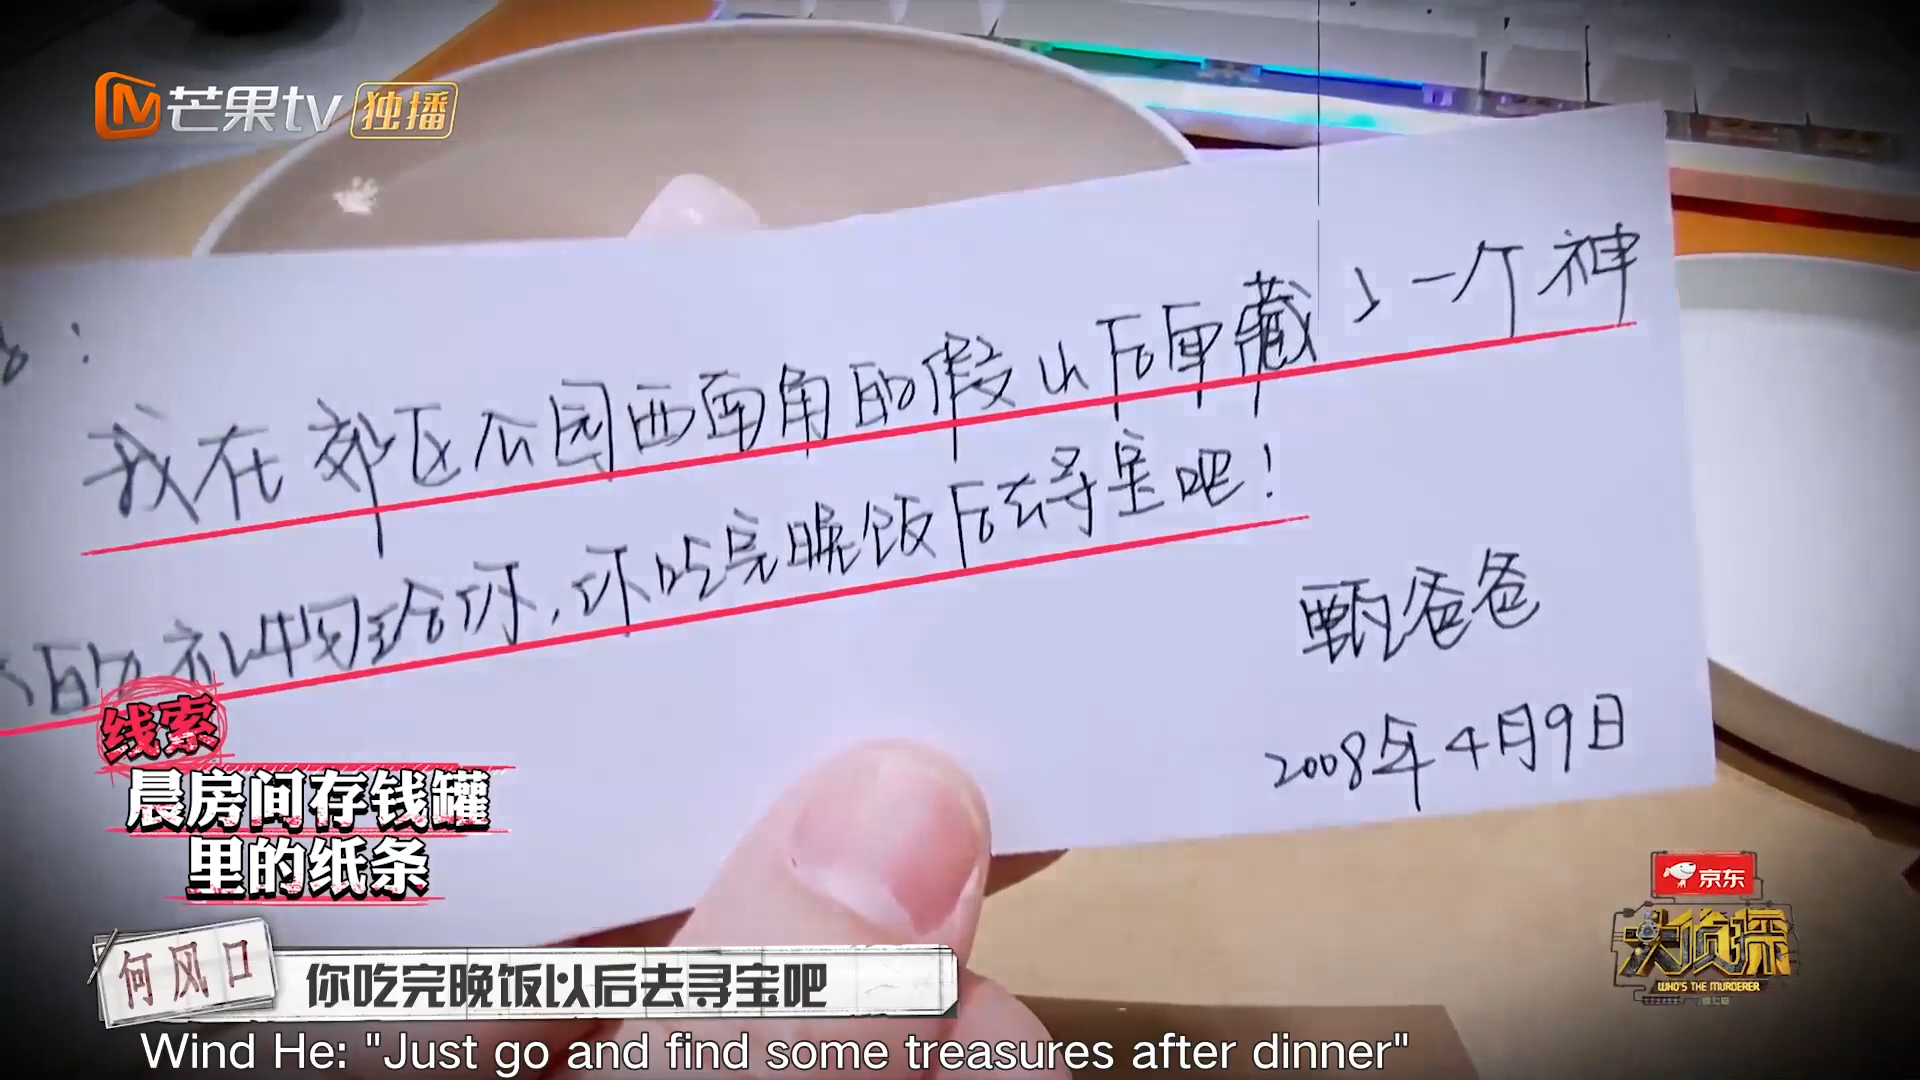 芒果tv 独播
：
我在郊区公园西南角的假山后面藏了一个神
的礼物给你，你吃完晚饭后去寻宝吧！
甄爸爸
2008年4月9日
线索
晨房间存钱罐
里的纸条
京东
大侦探
WHO'S THE MURDERER
何风口
你吃完晚饭以后去寻宝吧
Wind He: "Just go and find some treasures after dinner"